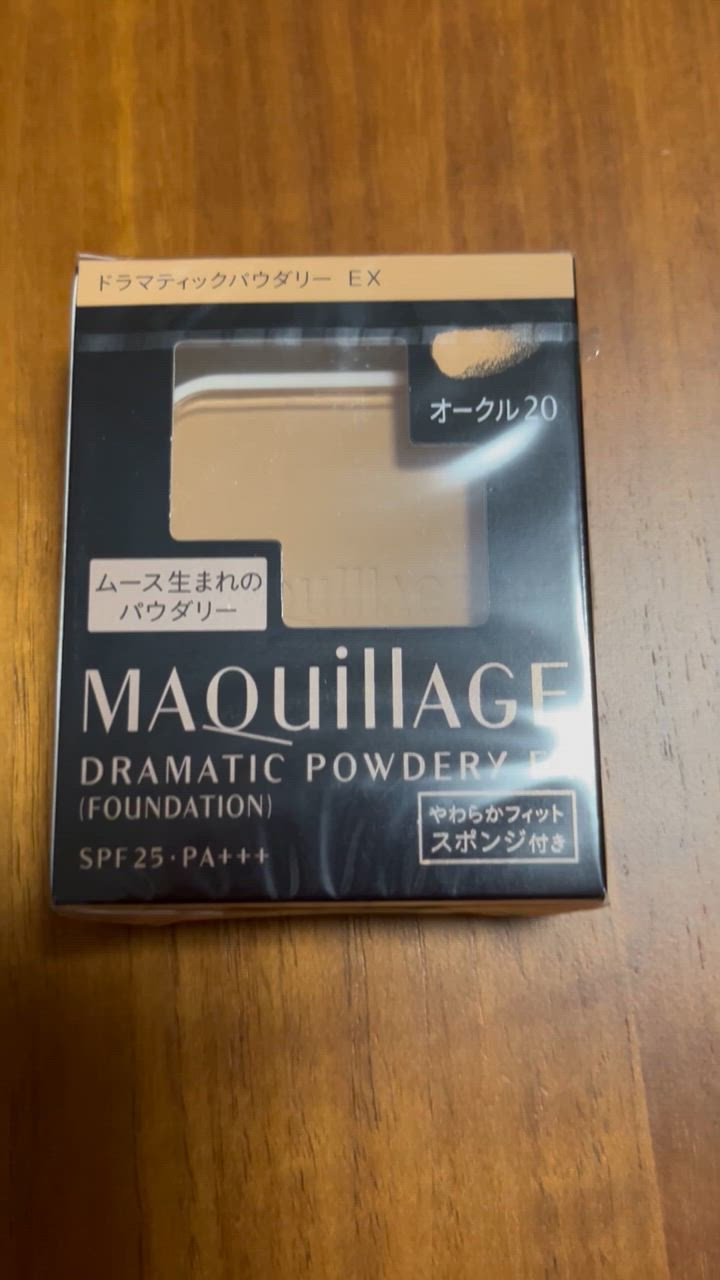 ドラマティックパウダリー EX
オークル20
ムース生まれの
パウダリー
MAQuillAGE
DRAMATIC POWDERY
(FOUNDATION)
SPF25・PA+++
やわらかフィット
スポンジ付き